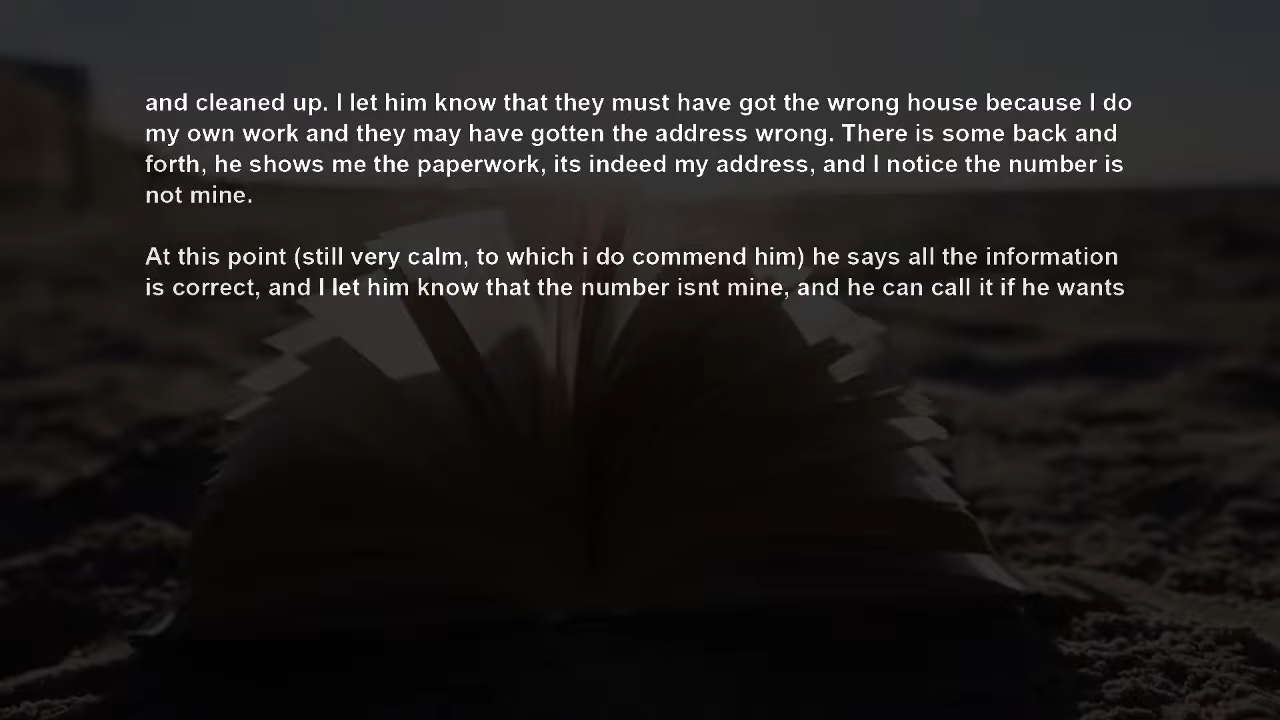 and cleaned up. I let him know that they must have got the wrong house because I do
my own work and they may have gotten the address wrong. There is some back and
forth, he shows me the paperwork, its indeed my address, and I notice the number is
not mine.
At this point (still very calm, to which i do commend him) he says all the information
is correct, and I let him know that the number isnt mine, and he can call it if he wants